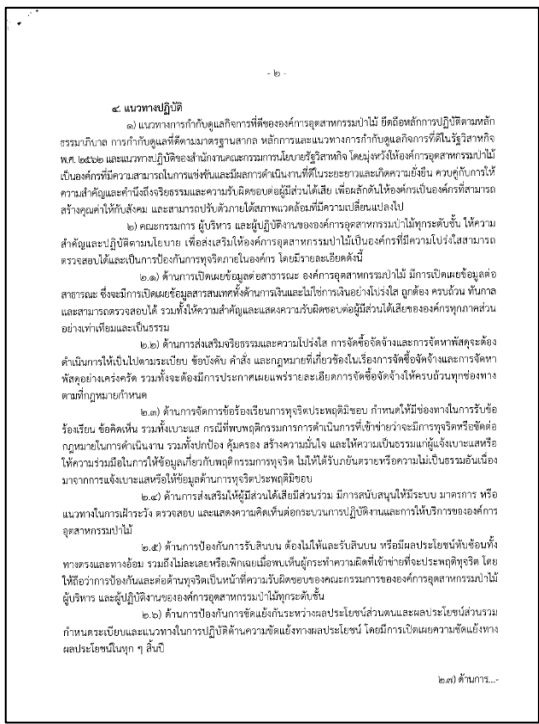 - ๒ -
๔. แนวทางปฏิบัติ
๑) แนวทางการกำกับดูแลกิจการที่ดีขององค์การอุตสาหกรรมป่าไม้ ยึดถือหลักการปฏิบัติตามหลัก
ธรรมาภิบาล การกำกับดูแลที่ดีตามมาตรฐานสากล หลักการและแนวทางการกำกับดูแลกิจการที่ดีในรัฐวิสาหกิจ
พ.ศ. ๒๕๖๒ และแนวทางปฏิบัติของสำนักงานคณะกรรมการนโยบายรัฐวิสาหกิจ โดยมุ่งหวังให้องค์การอุตสาหกรรมป่าไม้
เป็นองค์กรที่มีความสามารถในการแข่งขันและมีผลการดำเนินงานที่ดีในระยะยาวและเกิดความยั่งยืน ควบคู่กับการให้
ความสำคัญและคำนึงถึงจริยธรรมและความรับผิดชอบต่อผู้มีส่วนได้เสีย เพื่อผลักดันให้องค์กรเป็นองค์กรที่สามารถ
สร้างคุณค่าให้กับสังคม และสามารถปรับตัวภายใต้สภาพแวดล้อมที่มีความเปลี่ยนแปลงไป
๒) คณะกรรมการ ผู้บริหาร และผู้ปฏิบัติงานขององค์การอุตสาหกรรมป่าไม้ทุกระดับชั้น ให้ความ
สำคัญและปฏิบัติตามนโยบาย เพื่อส่งเสริมให้องค์การอุตสาหกรรมป่าไม้เป็นองค์กรที่มีความโปร่งใสสามารถ
ตรวจสอบได้และเป็นการป้องกันการทุจริตภายในองค์กร โดยมีรายละเอียดดังนี้
๒.๑) ด้านการเปิดเผยข้อมูลต่อสาธารณะ องค์การอุตสาหกรรมป่าไม้ มีการเปิดเผยข้อมูลต่อ
สาธารณะ ซึ่งจะมีการเปิดเผยข้อมูลสารสนเทศทั้งด้านการเงินและไม่ใช่การเงินอย่างโปร่งใส ถูกต้อง ครบถ้วน ทันกาล
และสามารถตรวจสอบได้ รวมทั้งให้ความสำคัญและแสดงความรับผิดชอบต่อผู้มีส่วนได้เสียขององค์กรทุกภาคส่วน
อย่างเท่าเทียมและเป็นธรรม
๒.๒) ด้านการส่งเสริมจริยธรรมและความโปร่งใส การจัดซื้อจัดจ้างและการจัดหาพัสดุจะต้อง
ดำเนินการให้เป็นไปตามระเบียบ ข้อบังคับ คำสั่ง และกฎหมายที่เกี่ยวข้องในเรื่องการจัดซื้อจัดจ้างและการจัดหา
พัสดุอย่างเคร่งครัด รวมทั้งจะต้องมีการประกาศเผยแพร่รายละเอียดการจัดซื้อจัดจ้างให้ครบถ้วนทุกช่องทาง
ตามที่กฎหมายกำหนด
๒.๓) ด้านการจัดการข้อร้องเรียนการทุจริตประพฤติมิชอบ กำหนดให้มีช่องทางในการรับข้อ
ร้องเรียน ข้อคิดเห็น รวมทั้งเบาะแส กรณีที่พบพฤติกรรมการการดำเนินการที่เข้าข่ายว่าจะมีการทุจริตหรือขัดต่อ
กฎหมายในการดำเนินงาน รวมทั้งปกป้อง คุ้มครอง สร้างความมั่นใจ และให้ความเป็นธรรมแก่ผู้แจ้งเบาะแสหรือ
ให้ความร่วมมือในการให้ข้อมูลเกี่ยวกับพฤติกรรมการทุจริต ไม่ให้ได้รับภยันตรายหรือความไม่เป็นธรรมอันเนื่อง
มาจากการแจ้งเบาะแสหรือให้ข้อมูลด้านการทุจริตประพฤติมิชอบ
๒.๔) ด้านการส่งเสริมให้ผู้มีส่วนได้เสียมีส่วนร่วม มีการสนับสนุนให้มีระบบ มาตรการ หรือ
แนวทางในการเฝ้าระวัง ตรวจสอบ และแสดงความคิดเห็นต่อกระบวนการปฏิบัติงานและการให้บริการขององค์การ
อุตสาหกรรมป่าไม้
๒.๕) ด้านการป้องกันการรับสินบน ต้องไม่ให้และรับสินบน หรือมีผลประโยชน์ทับซ้อนทั้ง
ทางตรงและทางอ้อม รวมถึงไม่ละเลยหรือเพิกเฉยเมื่อพบเห็นผู้กระทำความผิดที่เข้าข่ายที่จะประพฤติทุจริต โดย
ให้ถือว่าการป้องกันและต่อต้านทุจริตเป็นหน้าที่ความรับผิดชอบของคณะกรรมการขององค์การอุตสาหกรรมป่าไม้
ผู้บริหาร และผู้ปฏิบัติงานขององค์การอุตสาหกรรมป่าไม้ทุกระดับชั้น
๒.๖) ด้านการป้องกันการขัดแย้งกันระหว่างผลประโยชน์ส่วนตนและผลประโยชน์ส่วนรวม
กำหนดระเบียบและแนวทางในการปฏิบัติด้านความขัดแย้งทางผลประโยชน์ โดยมีการเปิดเผยความขัดแย้งทาง
ผลประโยชน์ในทุก ๆ สิ้นปี
๒.๗) ด้านการ...-